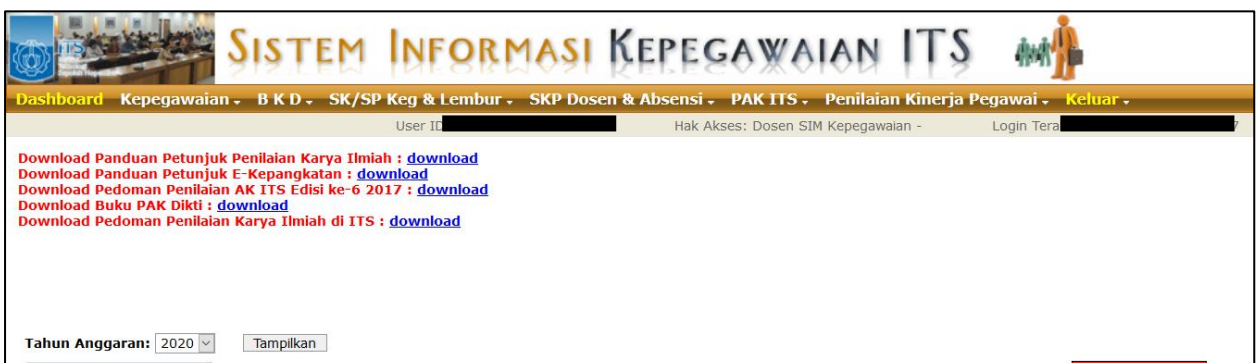 ITS
SISTEM INFORMASI KEPEGAWAIAN ITS
Dashboard Kepegawaian B K D SK/SP Keg & Lembur SKP Dosen & Absensi PAK ITS Penilaian Kinerja Pegawai Keluar
User ID Hak Akses: Dosen SIM Kepegawaian - Login Tera
Download Panduan Petunjuk Penilaian Karya Ilmiah : download
Download Panduan Petunjuk E-Kepangkatan : download
Download Pedoman Penilaian AK ITS Edisi ke-6 2017 : download
Download Buku PAK Dikti : download
Download Pedoman Penilaian Karya Ilmiah di ITS : download
Tahun Anggaran: 2020 Tampilkan